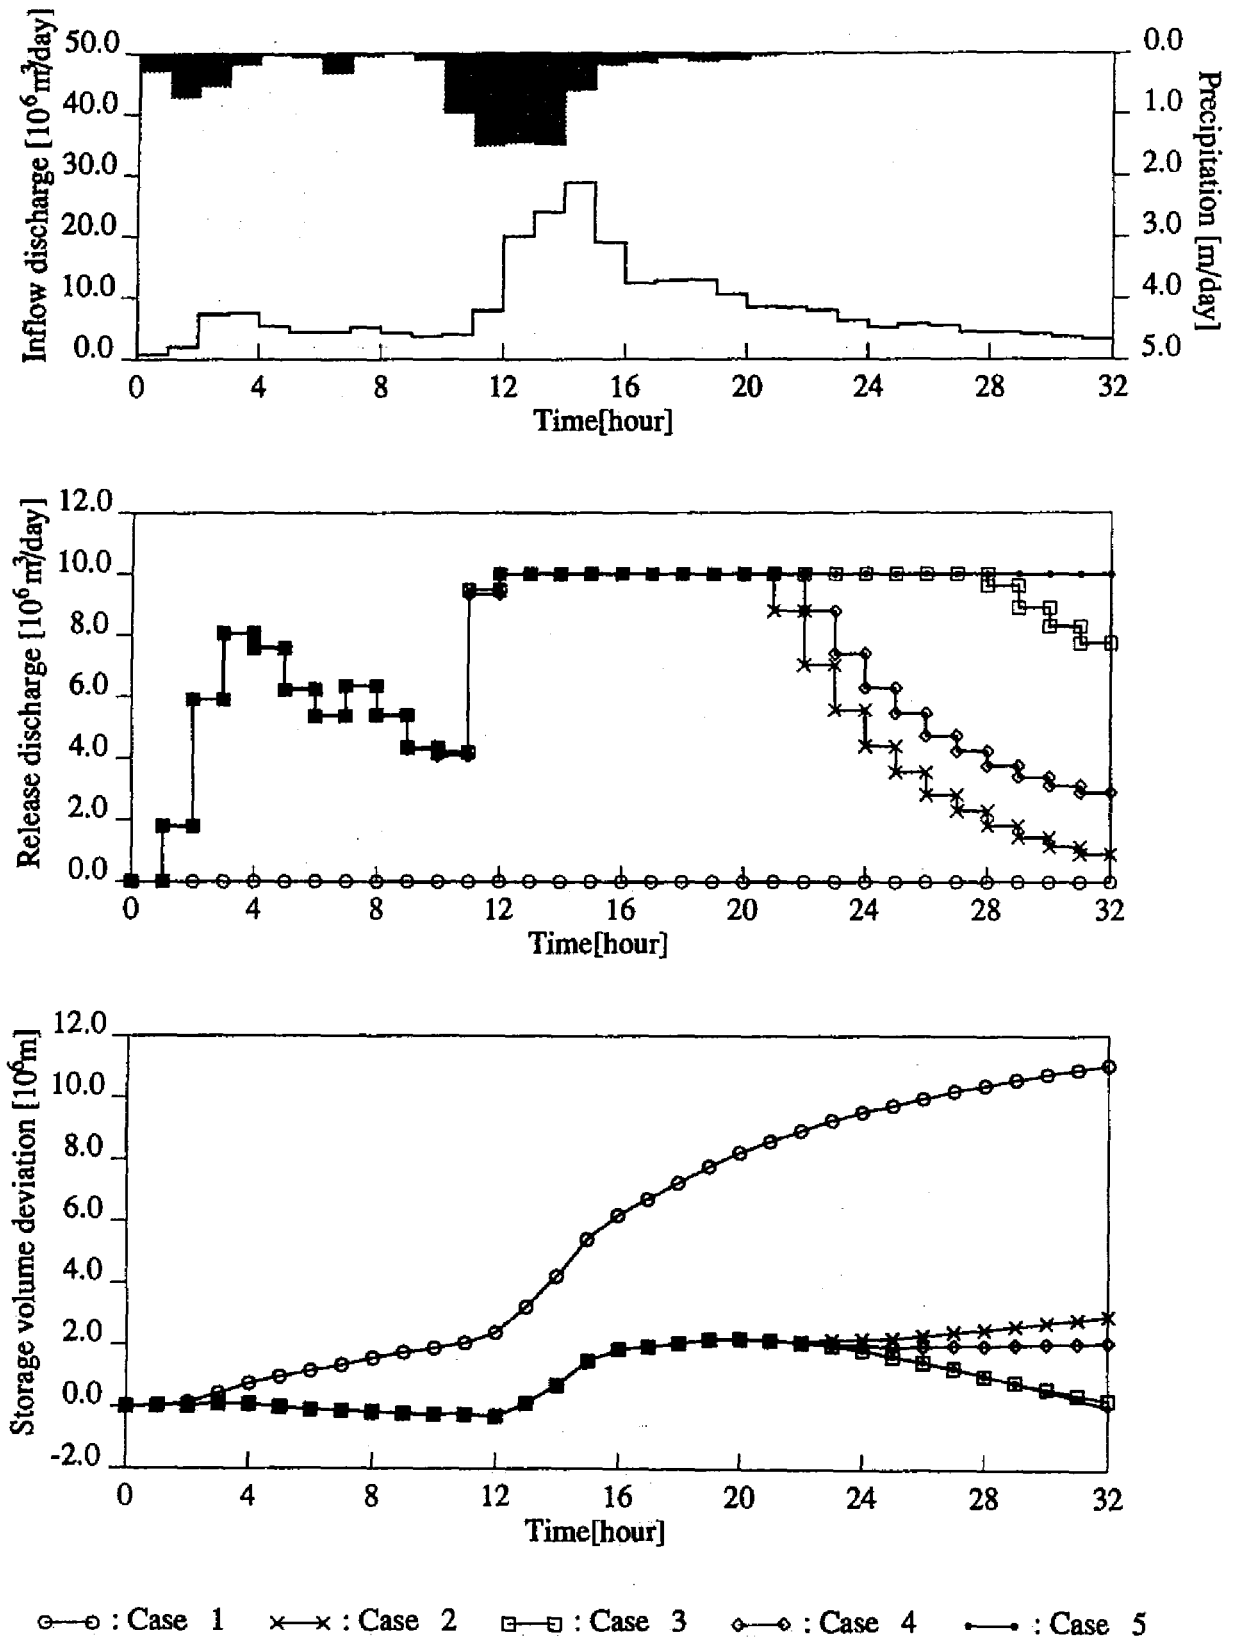 Inflow discharge [10⁶ m³/day]
50.0
40.0
30.0
20.0
10.0
0.0
Precipitation [m/day]
0.0
1.0
2.0
3.0
4.0
5.0
0 4 8 12 16 20 24 28 32
Time[hour]
Release discharge [10⁶ m³/day]
12.0
10.0
8.0
6.0
4.0
2.0
0.0
0 4 8 12 16 20 24 28 32
Time[hour]
Storage volume deviation [10⁶m]
12.0
10.0
8.0
6.0
4.0
2.0
0.0
-2.0
0 4 8 12 16 20 24 28 32
Time[hour]
: Case 1 : Case 2 : Case 3 : Case 4 : Case 5